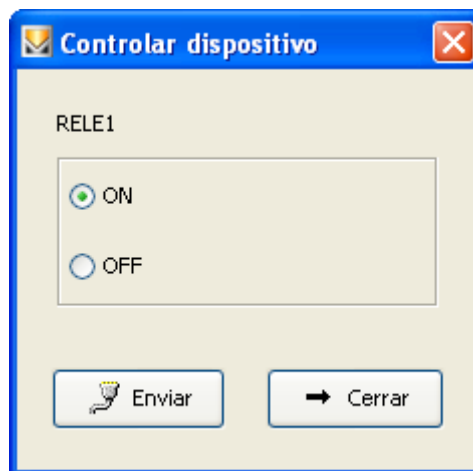 Controlar dispositivo
RELE1
ON
OFF
Enviar
Cerrar